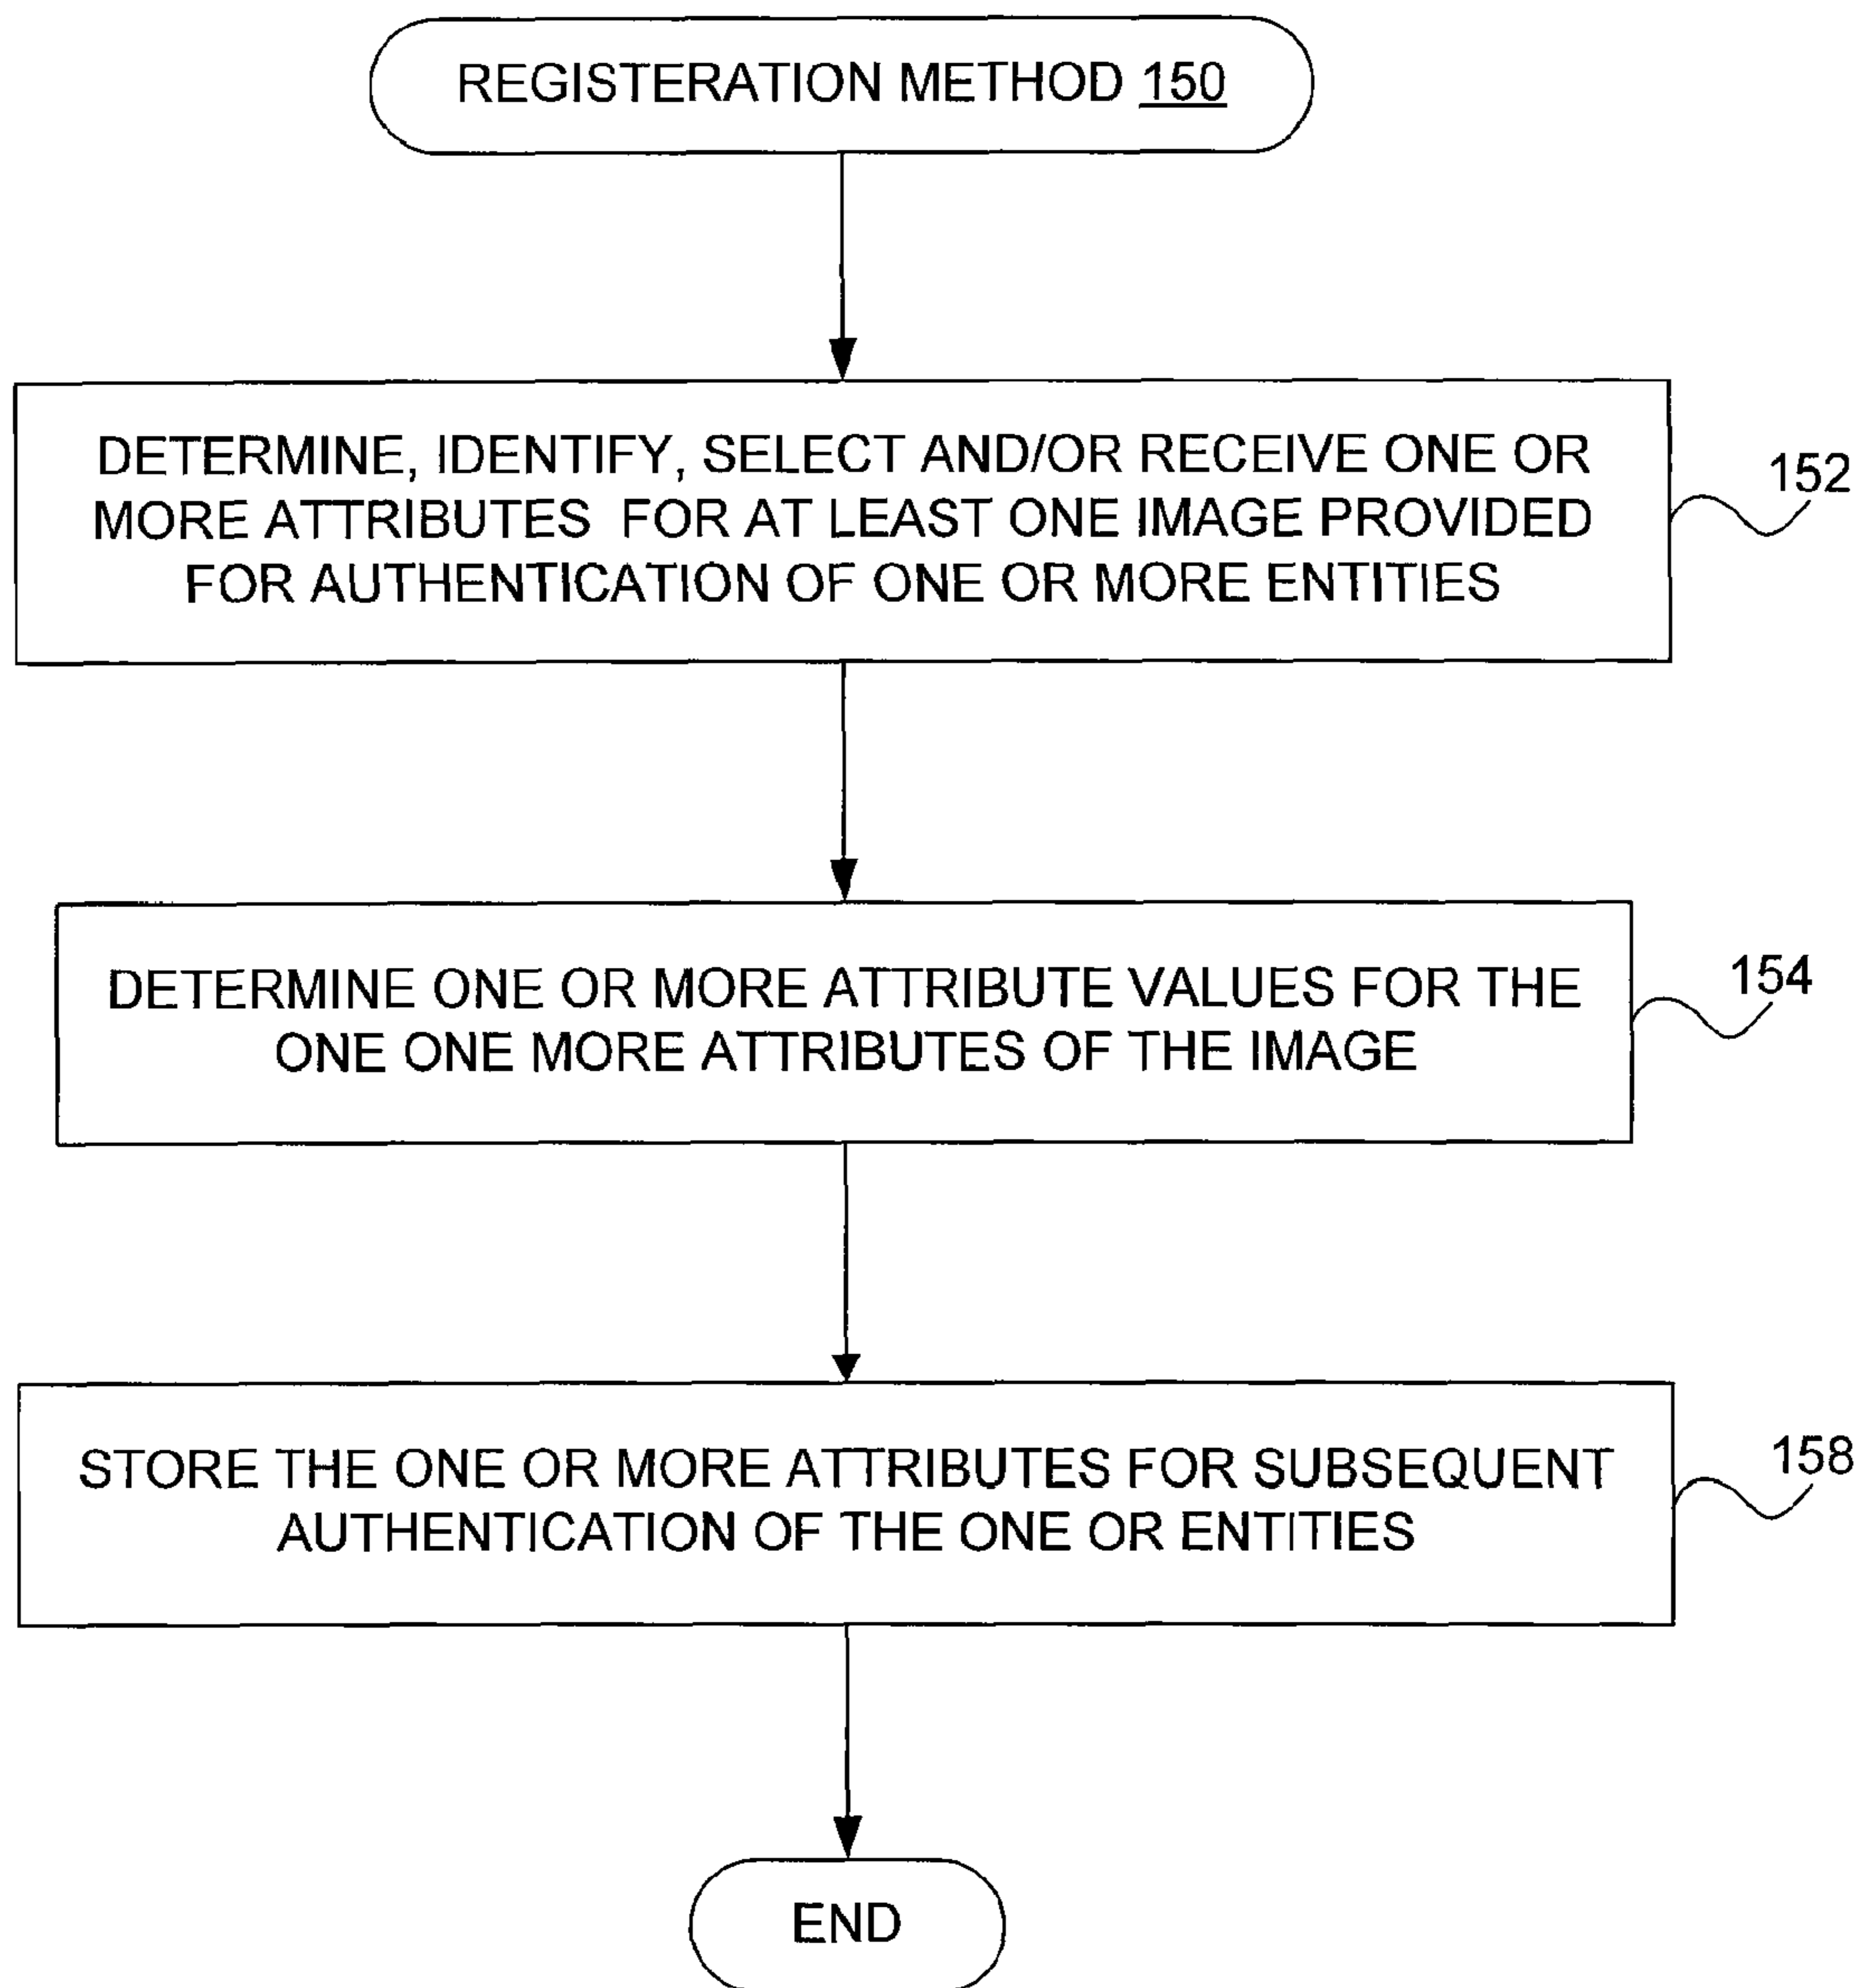 REGISTERATION METHOD 150
DETERMINE, IDENTIFY, SELECT AND/OR RECEIVE ONE OR
MORE ATTRIBUTES FOR AT LEAST ONE IMAGE PROVIDED
FOR AUTHENTICATION OF ONE OR MORE ENTITIES
152
DETERMINE ONE OR MORE ATTRIBUTE VALUES FOR THE
ONE ONE MORE ATTRIBUTES OF THE IMAGE
154
STORE THE ONE OR MORE ATTRIBUTES FOR SUBSEQUENT
AUTHENTICATION OF THE ONE OR ENTITIES
158
END